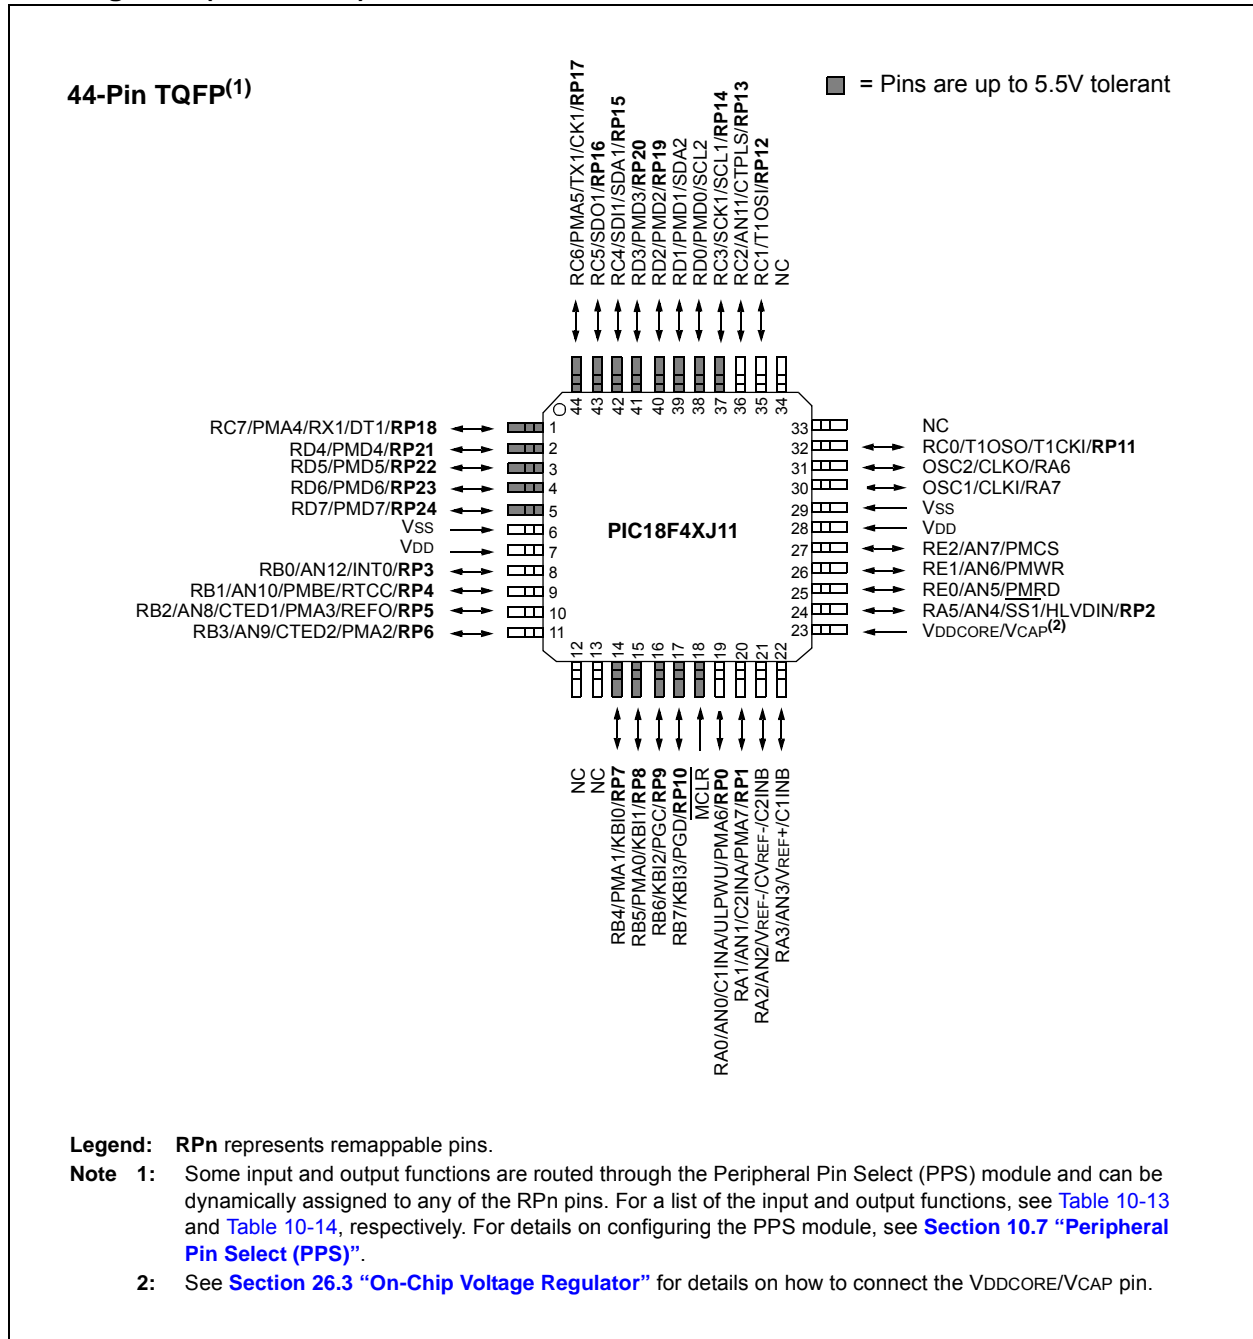 44-Pin TQFP(1)
= Pins are up to 5.5V tolerant
RC6/PMA5/TX1/CK1/RP17
RC5/SDO1/RP16
RC4/SDI1/SDA1/RP15
RD3/PMD3/RP20
RD2/PMD2/RP19
RD1/PMD1/SDA2
RD0/PMD0/SCL2
RC3/SCK1/SCL1/RP14
RC2/AN11/CTPLS/RP13
RC1/T1OSI/RP12
NC
44 43 42 41 40 39 38 37 36 35 34
RC7/PMA4/RX1/DT1/RP18 1
RD4/PMD4/RP21 2
RD5/PMD5/RP22 3
RD6/PMD6/RP23 4
RD7/PMD7/RP24 5
VSS 6
VDD 7
RB0/AN12/INT0/RP3 8
RB1/AN10/PMBE/RTCC/RP4 9
RB2/AN8/CTED1/PMA3/REFO/RP5 10
RB3/AN9/CTED2/PMA2/RP6 11
PIC18F4XJ11
33 NC
32 RC0/T1OSO/T1CKI/RP11
31 OSC2/CLKO/RA6
30 OSC1/CLKI/RA7
29 VSS
28 VDD
27 RE2/AN7/PMCS
26 RE1/AN6/PMWR
25 RE0/AN5/PMRD
24 RA5/AN4/SS1/HLVDIN/RP2
23 VDDCORE/VCAP(2)
12 13 14 15 16 17 18 19 20 21 22
NC
NC
RB4/PMA1/KBI0/RP7
RB5/PMA0/KBI1/RP8
RB6/KBI2/PGC/RP9
RB7/KBI3/PGD/RP10
MCLR
RA0/AN0/C1INA/ULPWU/PMA6/RP0
RA1/AN1/C2INA/PMA7/RP1
RA2/AN2/VREF-/CVREF-/C2INB
RA3/AN3/VREF+/C1INB
Legend: RPn represents remappable pins.
Note 1: Some input and output functions are routed through the Peripheral Pin Select (PPS) module and can be
dynamically assigned to any of the RPn pins. For a list of the input and output functions, see Table 10-13
and Table 10-14, respectively. For details on configuring the PPS module, see Section 10.7 “Peripheral
Pin Select (PPS)”.
2: See Section 26.3 “On-Chip Voltage Regulator” for details on how to connect the VDDCORE/VCAP pin.